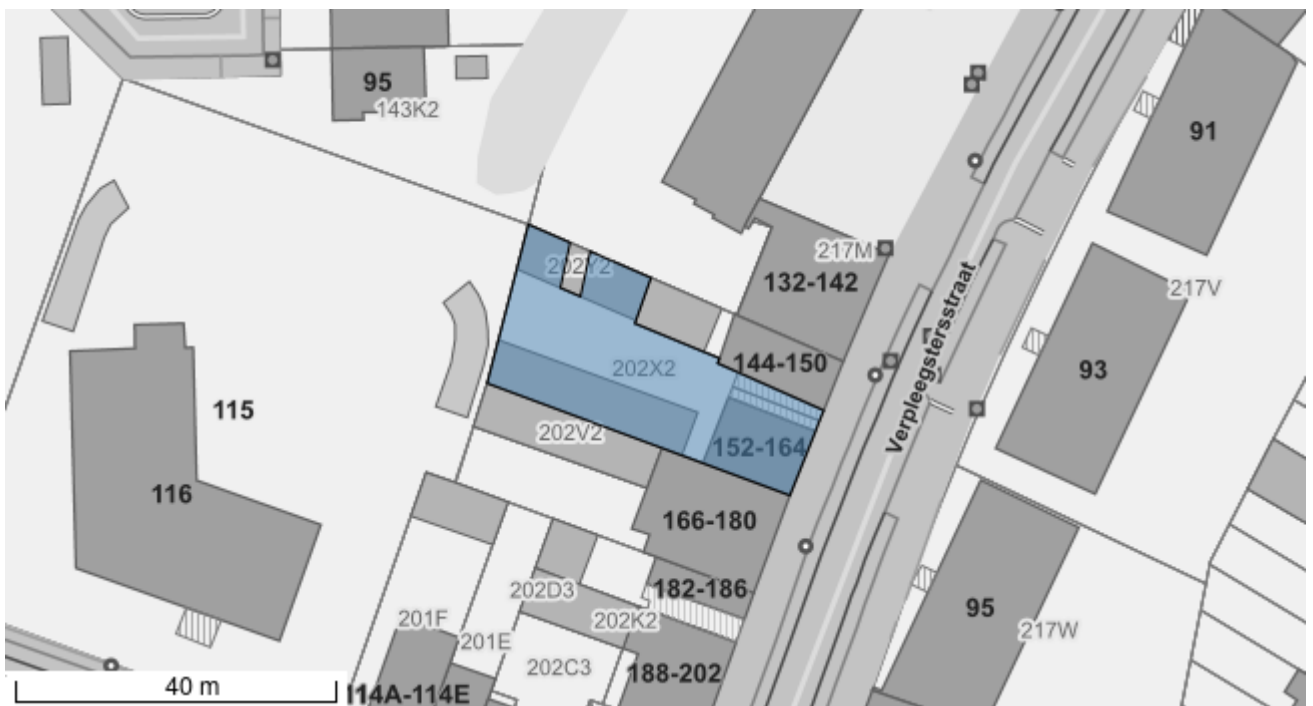 95
143K2
91
217M
132-142
202Y2
217V
Verpleegstersstraat
144-150
202X2
93
115
202V2
152-164
116
166-180
182-186
202D3
95
201F
202K2
217W
201E
202C3
188-202
40 m
114A-114E